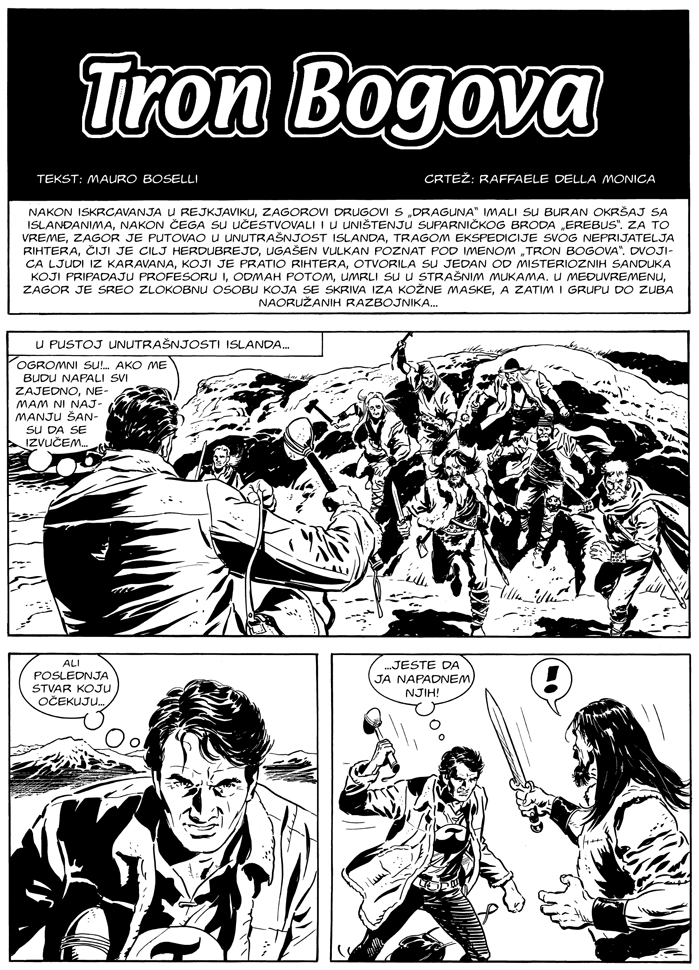 Tron Bogova
TEKST: MAURO BOSELLI
CRTEŽ: RAFFAELE DELLA MONICA
NAKON ISKRCAVANJA U REJKJAVIKU, ZAGOROVI DRUGOVI S „DRAGUNA" IMALI SU BURAN OKRŠAJ SA
ISLANĐANIMA, NAKON ČEGA SU UČESTVOVALI I U UNIŠTENJU SUPARNIČKOG BRODA „EREBUS". ZA TO
VREME, ZAGOR JE PUTOVAO U UNUTRAŠNJOST ISLANDA, TRAGOM EKSPEDICIJE SVOG NEPRIJATELJA
RIHTERA, ČIJI JE CILJ HERDUBREJD, UGAŠEN VULKAN POZNAT POD IMENOM „TRON BOGOVA". DVOJI-
CA LJUDI IZ KARAVANA, KOJI JE PRATIO RIHTERA, OTVORILA SU JEDAN OD MISTERIOZNIH SANDUKA
KOJI PRIPADAJU PROFESORU I, ODMAH POTOM, UMRLI SU U STRAŠNIM MUKAMA. U MEĐUVREMENU,
ZAGOR JE SREO ZLOKOBNU OSOBU KOJA SE SKRIVA IZA KOŽNE MASKE, A ZATIM I GRUPU DO ZUBA
NAORUŽANIH RAZBOJNIKA...
U PUSTOJ UNUTRAŠNJOSTI ISLANDA...
OGROMNI SU!... AKO ME
BUDU NAPALI SVI
ZAJEDNO, NE-
MAM NI NAJ-
MANJU ŠAN-
SU DA SE
IZVUČEM...
ALI
POSLEDNJA
STVAR KOJU
OČEKUJU...
...JESTE DA
JA NAPADNEM
NJIH!
!